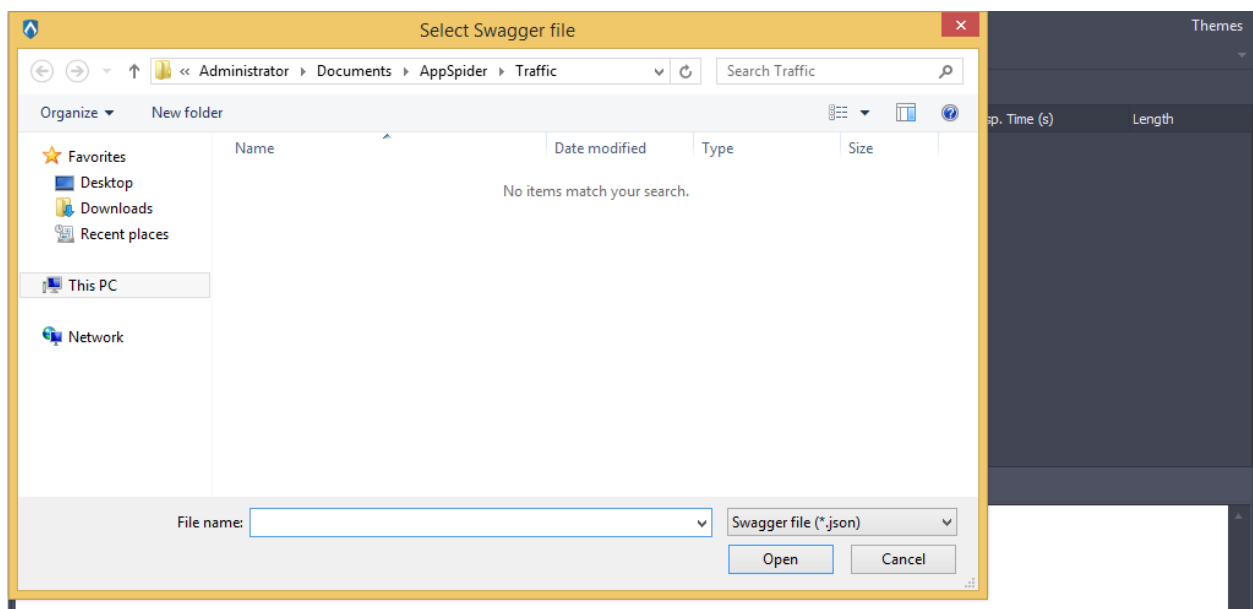 Select Swagger file
Themes
« Administrator Documents AppSpider Traffic
Search Traffic
Organize New folder
sp. Time (s) Length
Name Date modified Type Size
Favorites
No items match your search.
Desktop
Downloads
Recent places
This PC
Network
File name: Swagger file (*.json)
Open Cancel